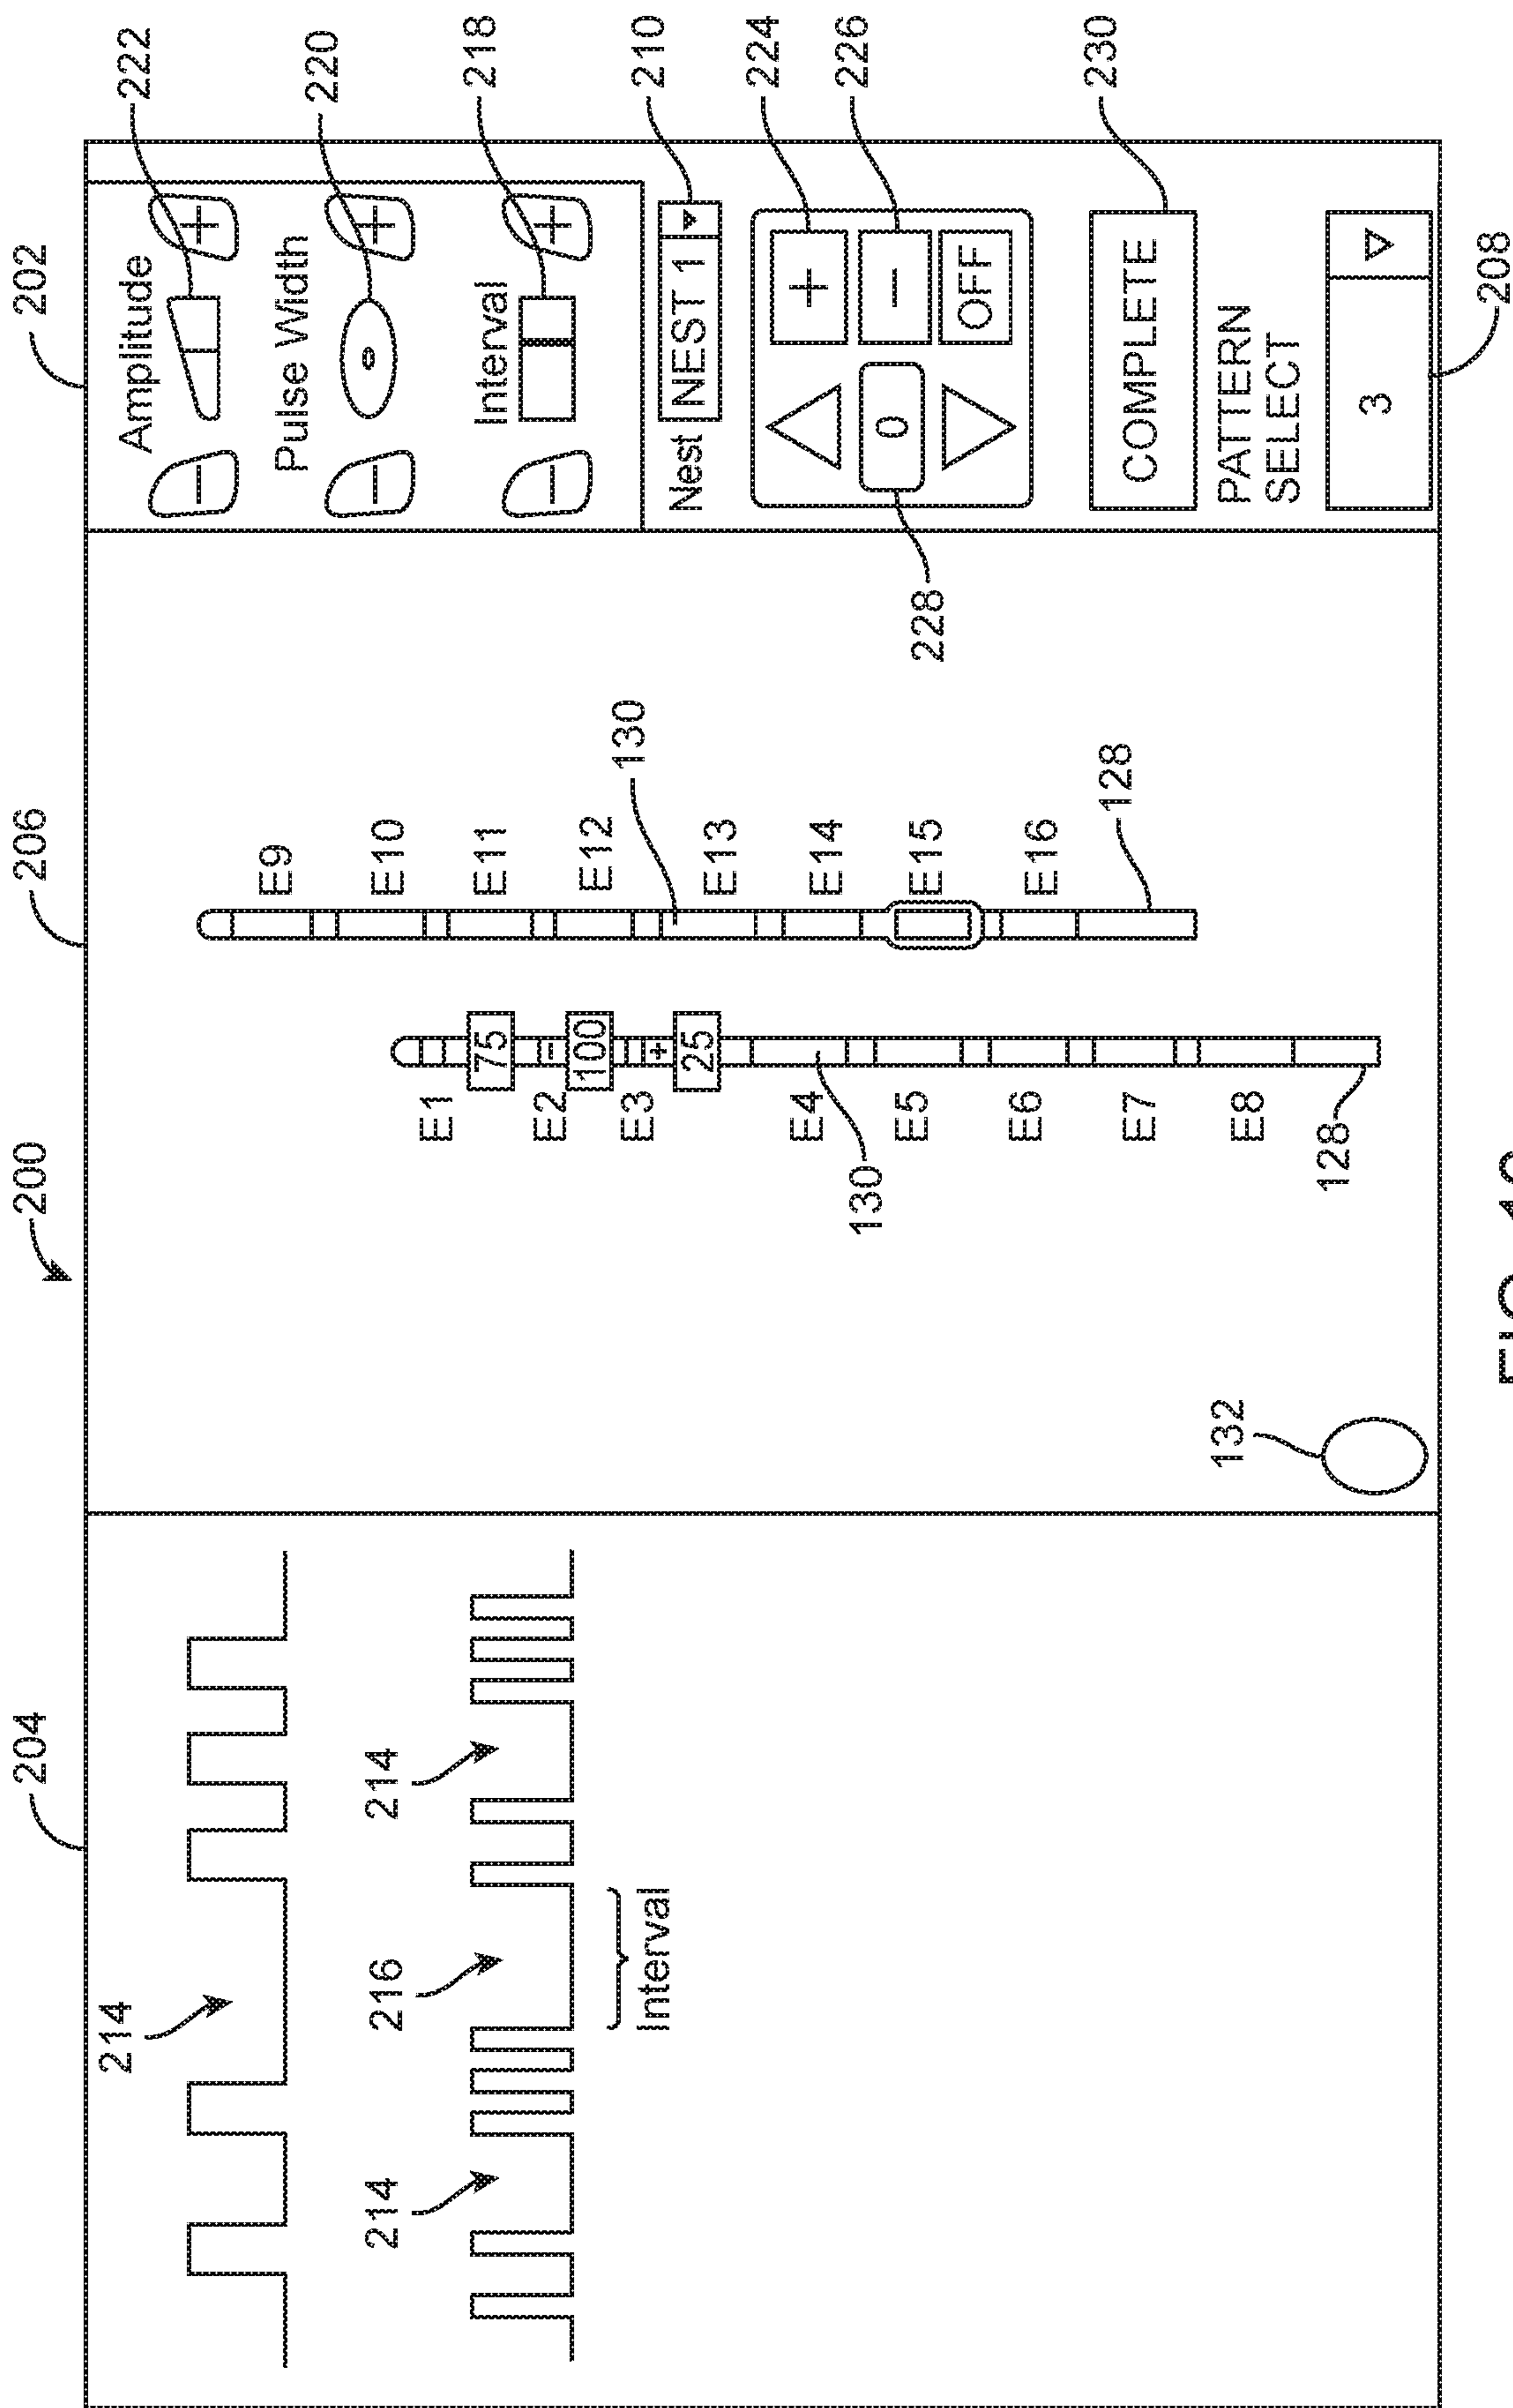 204
200
206
202
214
214
216
214
Interval
E1
E2
E3
E4
E5
E6
E7
E8
75
−
100
+
25
130
128
E9
E10
E11
E12
E13
E14
E15
E16
130
128
132
Amplitude
− +
222
Pulse Width
− +
220
Interval
− +
218
Nest NEST 1
210
+
224
0 −
226
228
OFF
COMPLETE
230
PATTERN
SELECT
3
208
FIG.